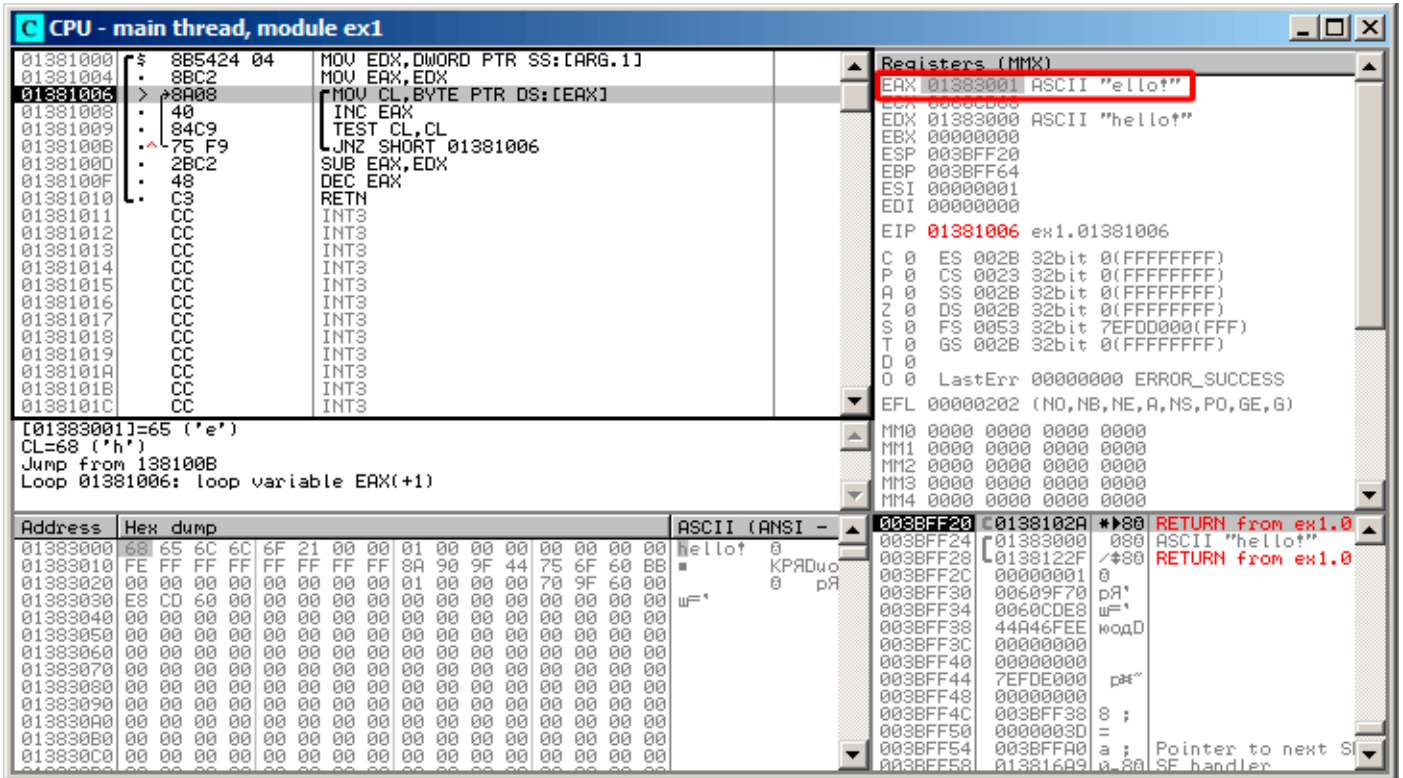 C CPU - main thread, module ex1
01381000 $ 8B5424 04 MOV EDX,DWORD PTR SS:[ARG.1]
01381004 · 8BC2 MOV EAX,EDX
01381006 > 8A08 MOV CL,BYTE PTR DS:[EAX]
01381008 · 40 INC EAX
01381009 · 84C9 TEST CL,CL
0138100B ·^ 75 F9 JNZ SHORT 01381006
0138100D · 2BC2 SUB EAX,EDX
0138100F · 48 DEC EAX
01381010 · C3 RETN
01381011 CC INT3
01381012 CC INT3
01381013 CC INT3
01381014 CC INT3
01381015 CC INT3
01381016 CC INT3
01381017 CC INT3
01381018 CC INT3
01381019 CC INT3
0138101A CC INT3
0138101B CC INT3
0138101C CC INT3
[01383001]=65 ('e')
CL=68 ('h')
Jump from 138100B
Loop 01381006: loop variable EAX(+1)
Registers (MMX)
EAX 01383001 ASCII "ello!"
ECX 0060CD68
EDX 01383000 ASCII "hello!"
EBX 00000000
ESP 003BFF20
EBP 003BFF64
ESI 00000001
EDI 00000000
EIP 01381006 ex1.01381006
C 0 ES 002B 32bit 0(FFFFFFFF)
P 0 CS 0023 32bit 0(FFFFFFFF)
A 0 SS 002B 32bit 0(FFFFFFFF)
Z 0 DS 002B 32bit 0(FFFFFFFF)
S 0 FS 0053 32bit 7EFDD000(FFF)
T 0 GS 002B 32bit 0(FFFFFFFF)
D 0
O 0 LastErr 00000000 ERROR_SUCCESS
EFL 00000202 (NO,NB,NE,A,NS,PO,GE,G)
MM0 0000 0000 0000 0000
MM1 0000 0000 0000 0000
MM2 0000 0000 0000 0000
MM3 0000 0000 0000 0000
MM4 0000 0000 0000 0000
Address Hex dump ASCII (ANSI -
01383000 68 65 6C 6C 6F 21 00 00 01 00 00 00 00 00 00 00 hello! 0
01383010 FE FF FF FF FF FF FF FF 8A 90 9F 44 75 6F 60 BB ■ КРЯDuo
01383020 00 00 00 00 00 00 00 00 01 00 00 00 70 9F 60 00 0 рЯ
01383030 E8 CD 60 00 00 00 00 00 00 00 00 00 00 00 00 00 ш='
01383040 00 00 00 00 00 00 00 00 00 00 00 00 00 00 00 00
01383050 00 00 00 00 00 00 00 00 00 00 00 00 00 00 00 00
01383060 00 00 00 00 00 00 00 00 00 00 00 00 00 00 00 00
01383070 00 00 00 00 00 00 00 00 00 00 00 00 00 00 00 00
01383080 00 00 00 00 00 00 00 00 00 00 00 00 00 00 00 00
01383090 00 00 00 00 00 00 00 00 00 00 00 00 00 00 00 00
013830A0 00 00 00 00 00 00 00 00 00 00 00 00 00 00 00 00
013830B0 00 00 00 00 00 00 00 00 00 00 00 00 00 00 00 00
013830C0 00 00 00 00 00 00 00 00 00 00 00 00 00 00 00 00
003BFF20 0138102A RETURN from ex1.0
003BFF24 01383000 ASCII "hello!"
003BFF28 0138122F RETURN from ex1.0
003BFF2C 00000001
003BFF30 00609F70 рЯ'
003BFF34 0060CDE8 ш='
003BFF38 44A46FEE юодD
003BFF3C 00000000
003BFF40 00000000
003BFF44 7EFDE000
003BFF48 00000000
003BFF4C 003BFF38 8 ;
003BFF50 0000003D =
003BFF54 003BFFA0 a ; Pointer to next
003BFF58 013816A9 SE handler